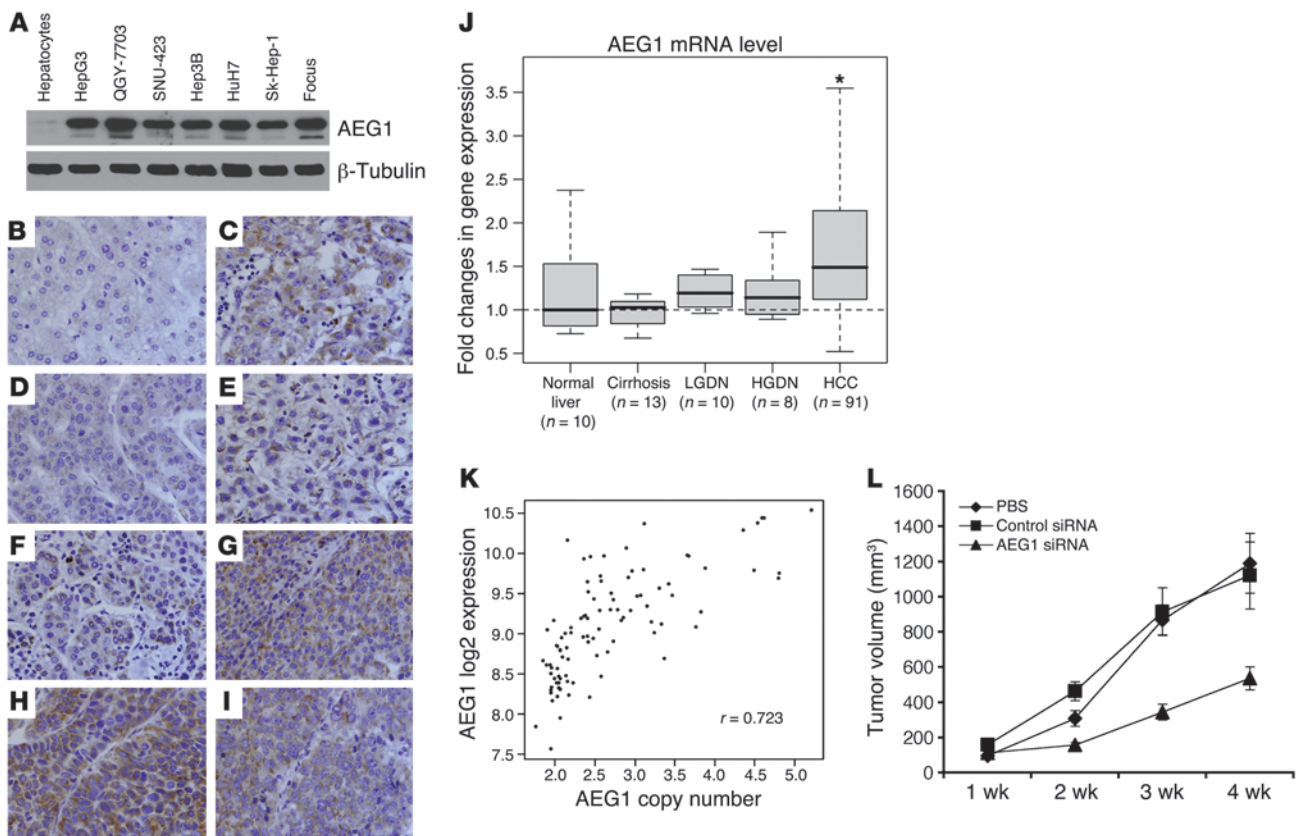 A
Hepatocytes
HepG3
QGY-7703
SNU-423
Hep3B
HuH7
Sk-Hep-1
Focus
AEG1
β-Tubulin
B
C
D
E
F
G
H
I
J
AEG1 mRNA level
Fold changes in gene expression
3.5
3.0
2.5
2.0
1.5
1.0
0.5
*
Normal liver (n = 10)
Cirrhosis (n = 13)
LGDN (n = 10)
HGDN (n = 8)
HCC (n = 91)
K
AEG1 log2 expression
10.5
10.0
9.5
9.0
8.5
8.0
7.5
r = 0.723
2.0 2.5 3.0 3.5 4.0 4.5 5.0
AEG1 copy number
L
Tumor volume (mm³)
1600
1400
1200
1000
800
600
400
200
0
PBS
Control siRNA
AEG1 siRNA
1 wk 2 wk 3 wk 4 wk